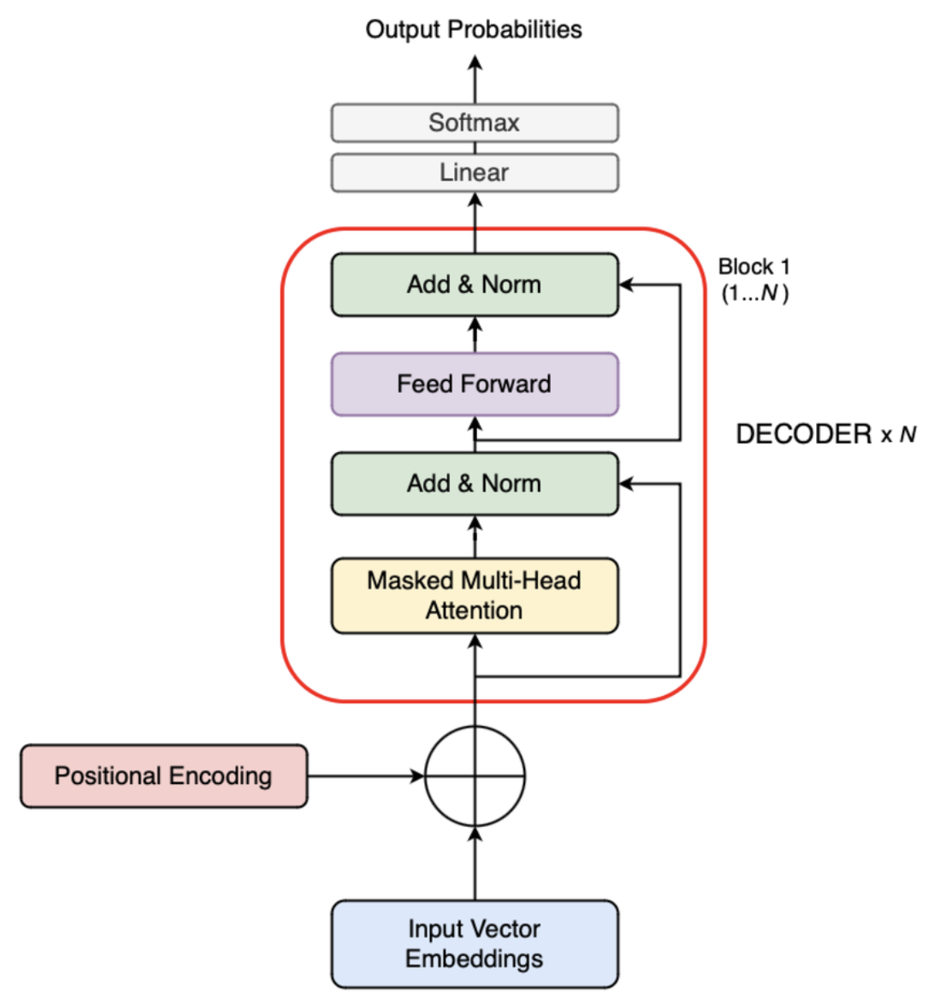 Output Probabilities
Softmax
Linear
Add & Norm
Block 1
(1...N )
Feed Forward
DECODER x N
Add & Norm
Masked Multi-Head
Attention
Positional Encoding
Input Vector
Embeddings